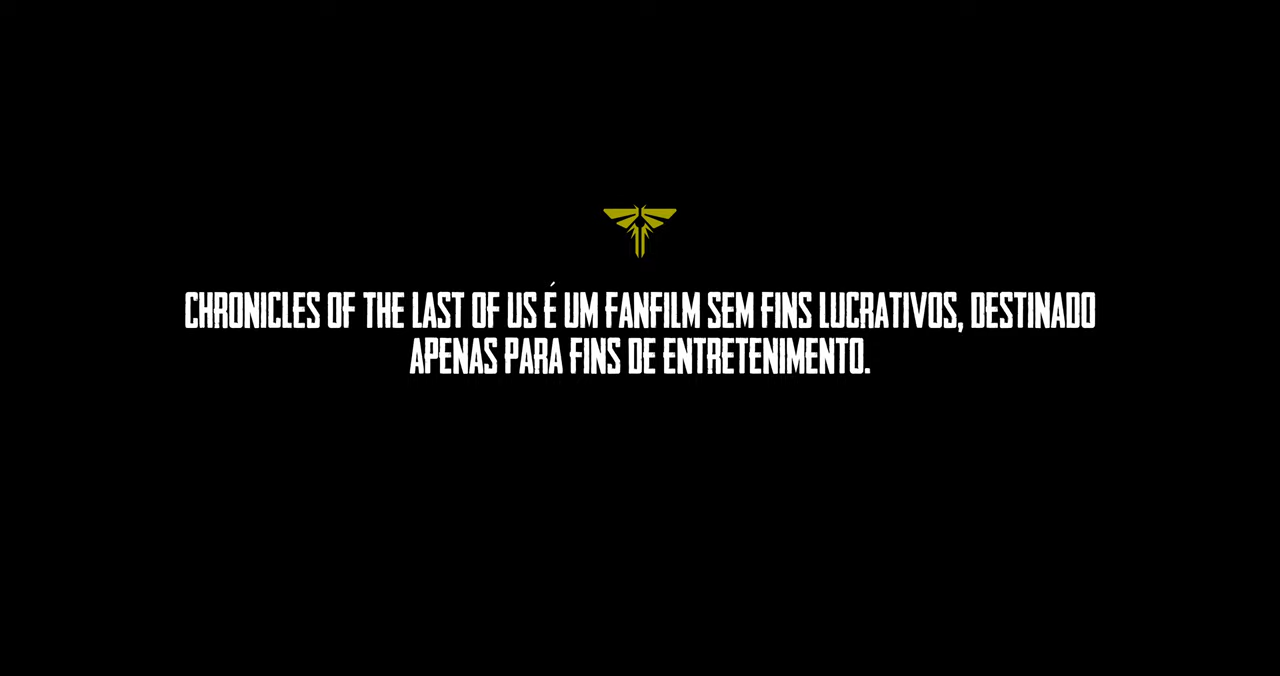 CHRONICLES OF THE LAST OF US É UM FANFILM SEM FINS LUCRATIVOS, DESTINADO
APENAS PARA FINS DE ENTRETENIMENTO.